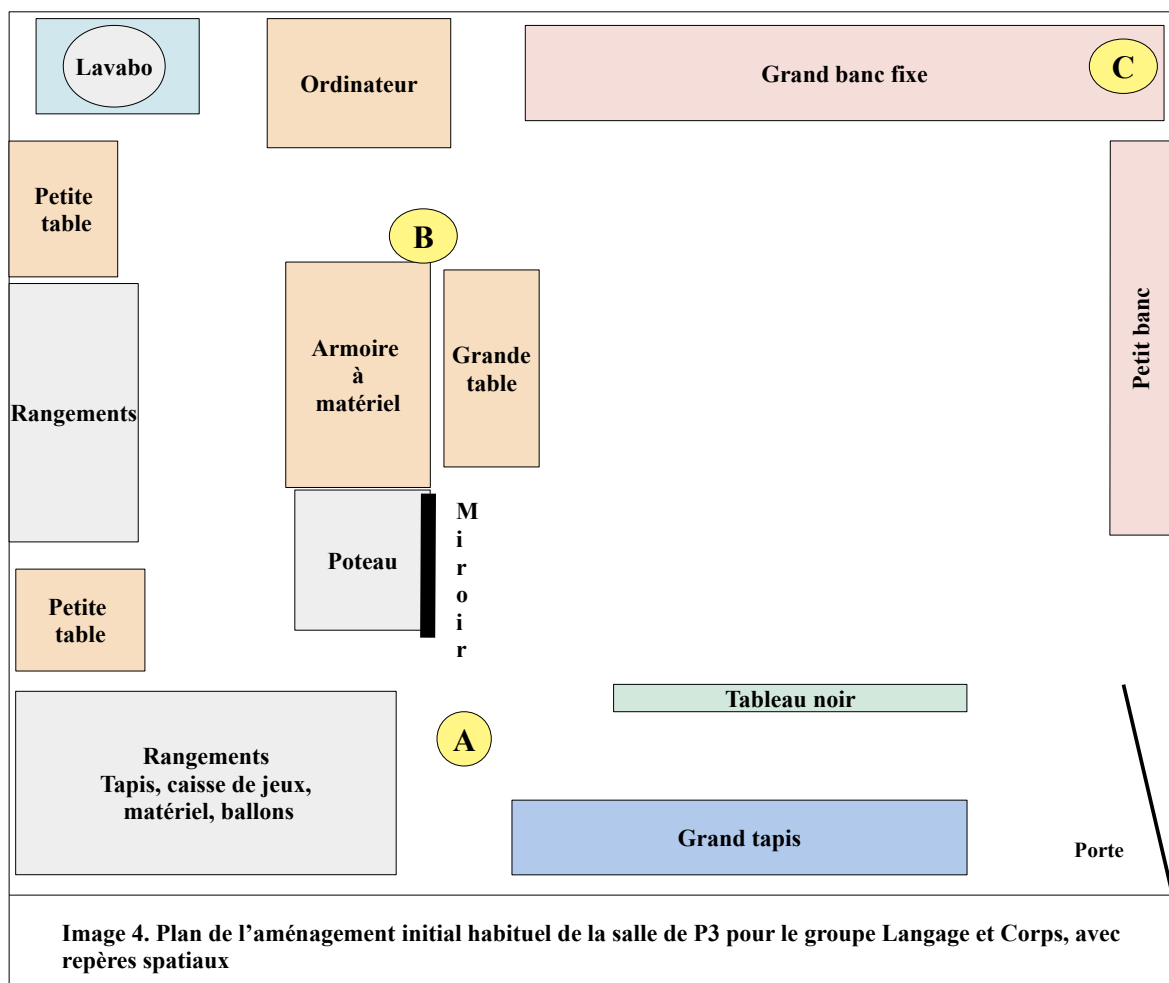 Lavabo
Ordinateur
Grand banc fixe
C
Petite
table
B
Armoire
à
matériel
Grande
table
Petit banc
Rangements
Miroir
Poteau
Petite
table
Tableau noir
A
Rangements
Tapis, caisse de jeux,
matériel, ballons
Grand tapis
Porte
Image 4. Plan de l’aménagement initial habituel de la salle de P3 pour le groupe Langage et Corps, avec
repères spatiaux